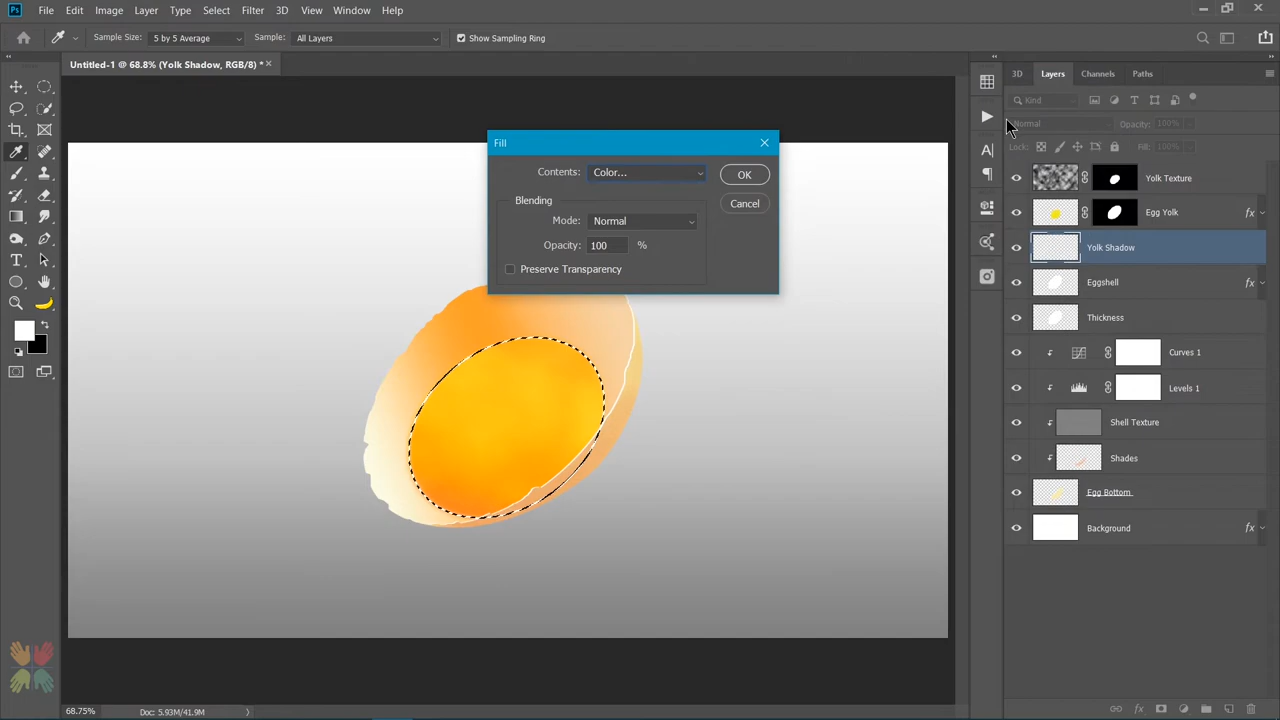 Ps File Edit Image Layer Type Select Filter 3D View Window Help
Sample Size: 5 by 5 Average Sample: All Layers Show Sampling Ring
Untitled-1 @ 68.8% (Yolk Shadow, RGB/8) *
3D Layers Channels Paths
Kind
Normal Opacity: 100%
Lock: Fill: 100%
Fill
Contents: Color... OK
Blending Cancel
Mode: Normal
Opacity: 100 %
Preserve Transparency
Yolk Texture
Egg Yolk fx
Yolk Shadow
Eggshell fx
Thickness
Curves 1
Levels 1
Shell Texture
Shades
Egg Bottom
Background fx
68.75% Doc: 5.93M/41.9M